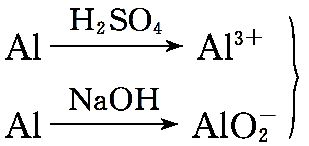 Al —H₂SO₄→ Al³⁺
Al —NaOH→ AlO₂⁻ }